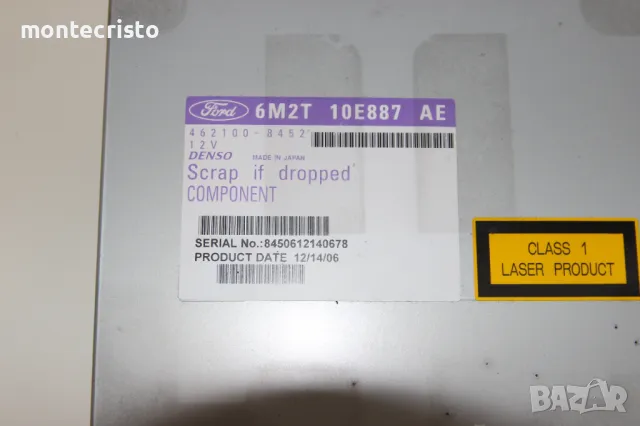 montecristo
Ford 6M2T 10E887 AE
462100-8452
12V
DENSO MADE IN JAPAN
Scrap if dropped
COMPONENT
SERIAL No.:8450612140678
PRODUCT DATE 12/14/06
CLASS 1
LASER PRODUCT
BAZAR